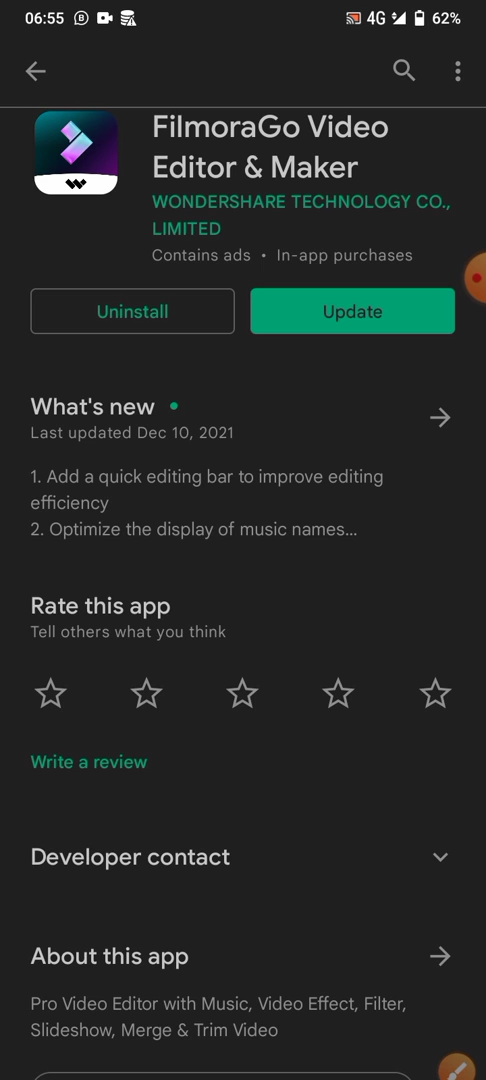 06:55
4G
62%
FilmoraGo Video
Editor & Maker
WONDERSHARE TECHNOLOGY CO.,
LIMITED
Contains ads • In-app purchases
Uninstall
Update
What's new
Last updated Dec 10, 2021
1. Add a quick editing bar to improve editing
efficiency
2. Optimize the display of music names...
Rate this app
Tell others what you think
Write a review
Developer contact
About this app
Pro Video Editor with Music, Video Effect, Filter,
Slideshow, Merge & Trim Video